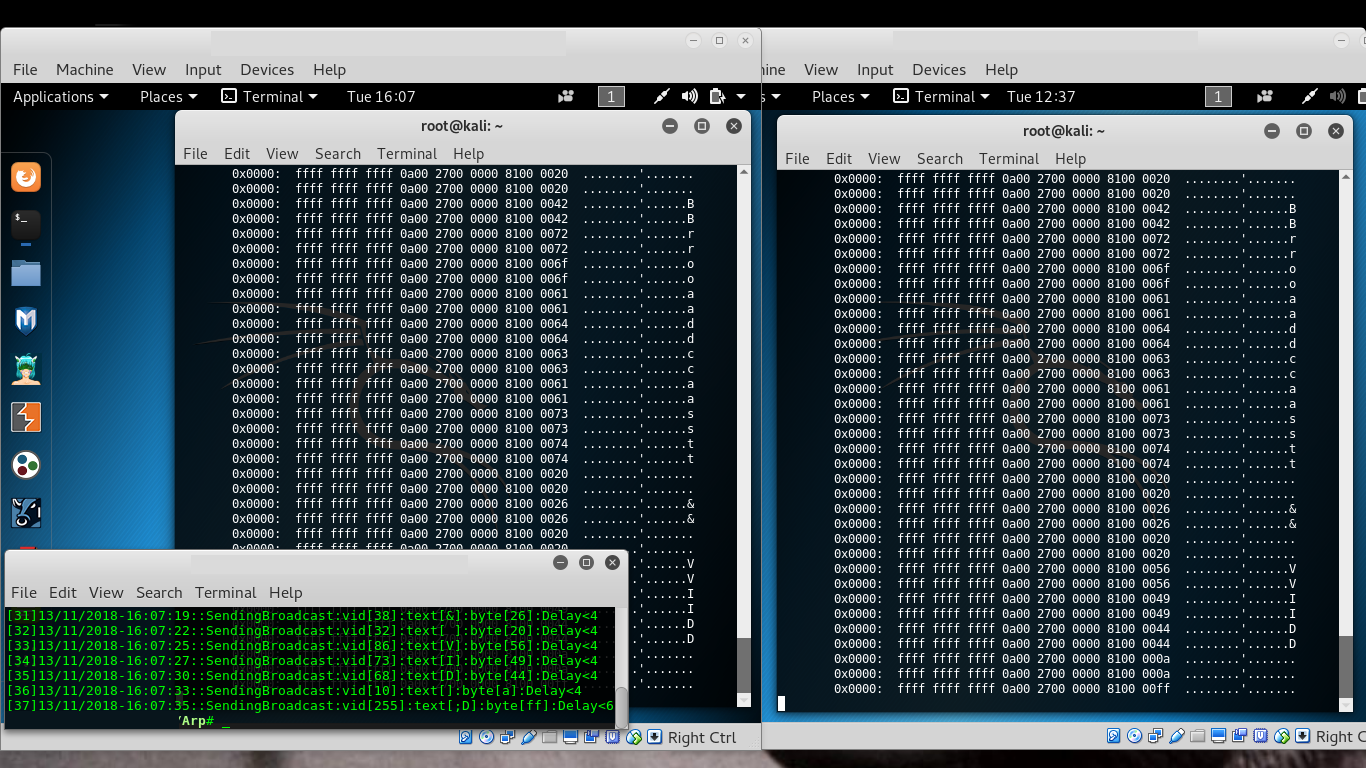 File Machine View Input Devices Help
Applications Places Terminal Tue 16:07 1
root@kali: ~
File Edit View Search Terminal Help
0x0000: ffff ffff ffff 0a00 2700 0000 8100 0020 ........'......
0x0000: ffff ffff ffff 0a00 2700 0000 8100 0020 ........'......
0x0000: ffff ffff ffff 0a00 2700 0000 8100 0042 ........'......B
0x0000: ffff ffff ffff 0a00 2700 0000 8100 0042 ........'......B
0x0000: ffff ffff ffff 0a00 2700 0000 8100 0072 ........'......r
0x0000: ffff ffff ffff 0a00 2700 0000 8100 0072 ........'......r
0x0000: ffff ffff ffff 0a00 2700 0000 8100 006f ........'......o
0x0000: ffff ffff ffff 0a00 2700 0000 8100 006f ........'......o
0x0000: ffff ffff ffff 0a00 2700 0000 8100 0061 ........'......a
0x0000: ffff ffff ffff 0a00 2700 0000 8100 0061 ........'......a
0x0000: ffff ffff ffff 0a00 2700 0000 8100 0064 ........'......d
0x0000: ffff ffff ffff 0a00 2700 0000 8100 0064 ........'......d
0x0000: ffff ffff ffff 0a00 2700 0000 8100 0063 ........'......c
0x0000: ffff ffff ffff 0a00 2700 0000 8100 0063 ........'......c
0x0000: ffff ffff ffff 0a00 2700 0000 8100 0061 ........'......a
0x0000: ffff ffff ffff 0a00 2700 0000 8100 0061 ........'......a
0x0000: ffff ffff ffff 0a00 2700 0000 8100 0073 ........'......s
0x0000: ffff ffff ffff 0a00 2700 0000 8100 0073 ........'......s
0x0000: ffff ffff ffff 0a00 2700 0000 8100 0074 ........'......t
0x0000: ffff ffff ffff 0a00 2700 0000 8100 0074 ........'......t
0x0000: ffff ffff ffff 0a00 2700 0000 8100 0020 ........'.......
0x0000: ffff ffff ffff 0a00 2700 0000 8100 0020 ........'.......
0x0000: ffff ffff ffff 0a00 2700 0000 8100 0026 ........'......&
0x0000: ffff ffff ffff 0a00 2700 0000 8100 0026 ........'......&
0x0000: ffff ffff ffff 0a00 2700 0000 8100 0020 ........'.......
0x0000: ffff ffff ffff 0a00 2700 0000 8100 0020 ........'.......
V
V
I
I
D
D
File Edit View Search Terminal Help
[31]13/11/2018-16:07:19::SendingBroadcast:vid[38]:text[&]:byte[26]:Delay<4
[32]13/11/2018-16:07:22::SendingBroadcast:vid[32]:text[ ]:byte[20]:Delay<4
[33]13/11/2018-16:07:25::SendingBroadcast:vid[86]:text[V]:byte[56]:Delay<4
[34]13/11/2018-16:07:27::SendingBroadcast:vid[73]:text[I]:byte[49]:Delay<4
[35]13/11/2018-16:07:30::SendingBroadcast:vid[68]:text[D]:byte[44]:Delay<4
[36]13/11/2018-16:07:33::SendingBroadcast:vid[10]:text[]:byte[a]:Delay<4
[37]13/11/2018-16:07:35::SendingBroadcast:vid[255]:text[;D]:byte[ff]:Delay<6
Arp# _
Right Ctrl
View Input Devices Help
Places Terminal Tue 12:37 1
root@kali: ~
File Edit View Search Terminal Help
0x0000: ffff ffff ffff 0a00 2700 0000 8100 0020 ........'.......
0x0000: ffff ffff ffff 0a00 2700 0000 8100 0020 ........'.......
0x0000: ffff ffff ffff 0a00 2700 0000 8100 0042 ........'......B
0x0000: ffff ffff ffff 0a00 2700 0000 8100 0042 ........'......B
0x0000: ffff ffff ffff 0a00 2700 0000 8100 0072 ........'......r
0x0000: ffff ffff ffff 0a00 2700 0000 8100 0072 ........'......r
0x0000: ffff ffff ffff 0a00 2700 0000 8100 006f ........'......o
0x0000: ffff ffff ffff 0a00 2700 0000 8100 006f ........'......o
0x0000: ffff ffff ffff 0a00 2700 0000 8100 0061 ........'......a
0x0000: ffff ffff ffff 0a00 2700 0000 8100 0061 ........'......a
0x0000: ffff ffff ffff 0a00 2700 0000 8100 0064 ........'......d
0x0000: ffff ffff ffff 0a00 2700 0000 8100 0064 ........'......d
0x0000: ffff ffff ffff 0a00 2700 0000 8100 0063 ........'......c
0x0000: ffff ffff ffff 0a00 2700 0000 8100 0063 ........'......c
0x0000: ffff ffff ffff 0a00 2700 0000 8100 0061 ........'......a
0x0000: ffff ffff ffff 0a00 2700 0000 8100 0061 ........'......a
0x0000: ffff ffff ffff 0a00 2700 0000 8100 0073 ........'......s
0x0000: ffff ffff ffff 0a00 2700 0000 8100 0073 ........'......s
0x0000: ffff ffff ffff 0a00 2700 0000 8100 0074 ........'......t
0x0000: ffff ffff ffff 0a00 2700 0000 8100 0074 ........'......t
0x0000: ffff ffff ffff 0a00 2700 0000 8100 0020 ........'.......
0x0000: ffff ffff ffff 0a00 2700 0000 8100 0020 ........'.......
0x0000: ffff ffff ffff 0a00 2700 0000 8100 0026 ........'......&
0x0000: ffff ffff ffff 0a00 2700 0000 8100 0026 ........'......&
0x0000: ffff ffff ffff 0a00 2700 0000 8100 0020 ........'.......
0x0000: ffff ffff ffff 0a00 2700 0000 8100 0020 ........'.......
0x0000: ffff ffff ffff 0a00 2700 0000 8100 0056 ........'......V
0x0000: ffff ffff ffff 0a00 2700 0000 8100 0056 ........'......V
0x0000: ffff ffff ffff 0a00 2700 0000 8100 0049 ........'......I
0x0000: ffff ffff ffff 0a00 2700 0000 8100 0049 ........'......I
0x0000: ffff ffff ffff 0a00 2700 0000 8100 0044 ........'......D
0x0000: ffff ffff ffff 0a00 2700 0000 8100 0044 ........'......D
0x0000: ffff ffff ffff 0a00 2700 0000 8100 000a ........'.......
0x0000: ffff ffff ffff 0a00 2700 0000 8100 000a ........'.......
0x0000: ffff ffff ffff 0a00 2700 0000 8100 00ff ........'.......
Right C